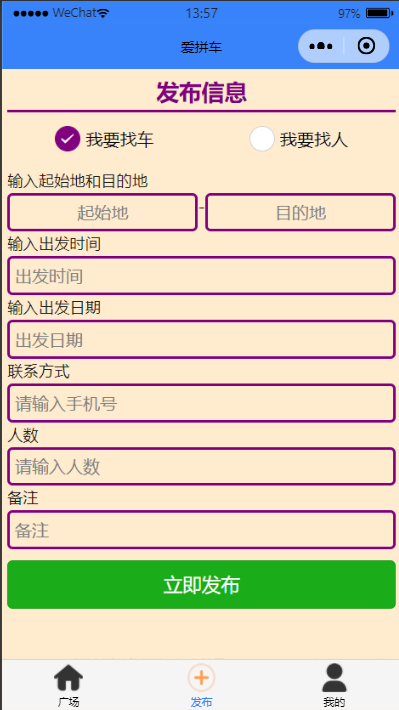 WeChat 13:57 97%
爱拼车
发布信息
我要找车 我要找人
输入起始地和目的地
起始地 - 目的地
输入出发时间
出发时间
输入出发日期
出发日期
联系方式
请输入手机号
人数
请输入人数
备注
备注
立即发布
广场 发布 我的